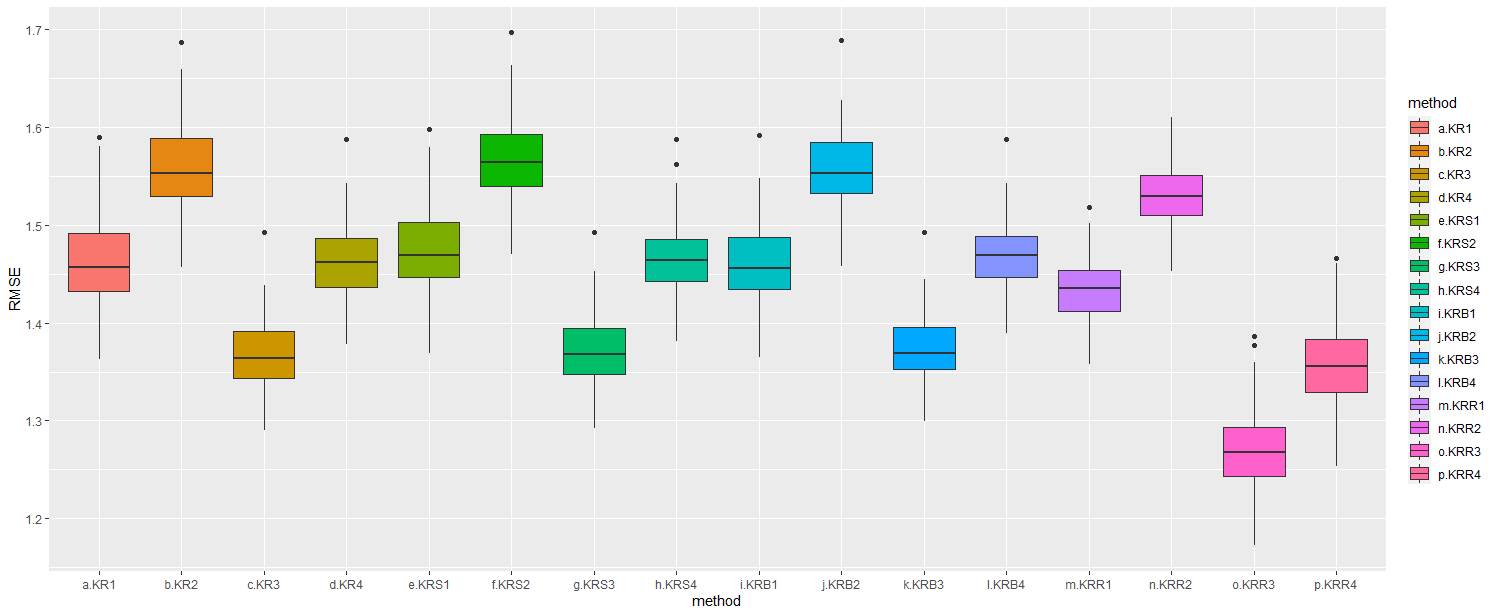 RMSE
1.7
1.6
1.5
1.4
1.3
1.2
a.KR1 b.KR2 c.KR3 d.KR4 e.KRS1 f.KRS2 g.KRS3 h.KRS4 i.KRB1 j.KRB2 k.KRB3 l.KRB4 m.KRR1 n.KRR2 o.KRR3 p.KRR4
method
method
a.KR1
b.KR2
c.KR3
d.KR4
e.KRS1
f.KRS2
g.KRS3
h.KRS4
i.KRB1
j.KRB2
k.KRB3
l.KRB4
m.KRR1
n.KRR2
o.KRR3
p.KRR4